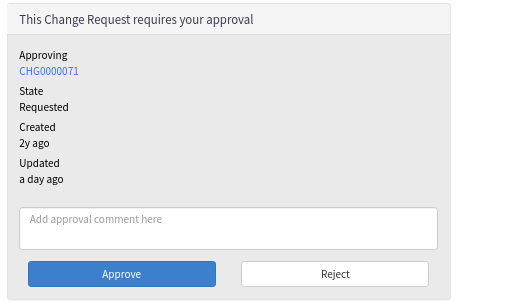 This Change Request requires your approval
Approving
CHG0000071
State
Requested
Created
2y ago
Updated
a day ago
Add approval comment here
Approve
Reject